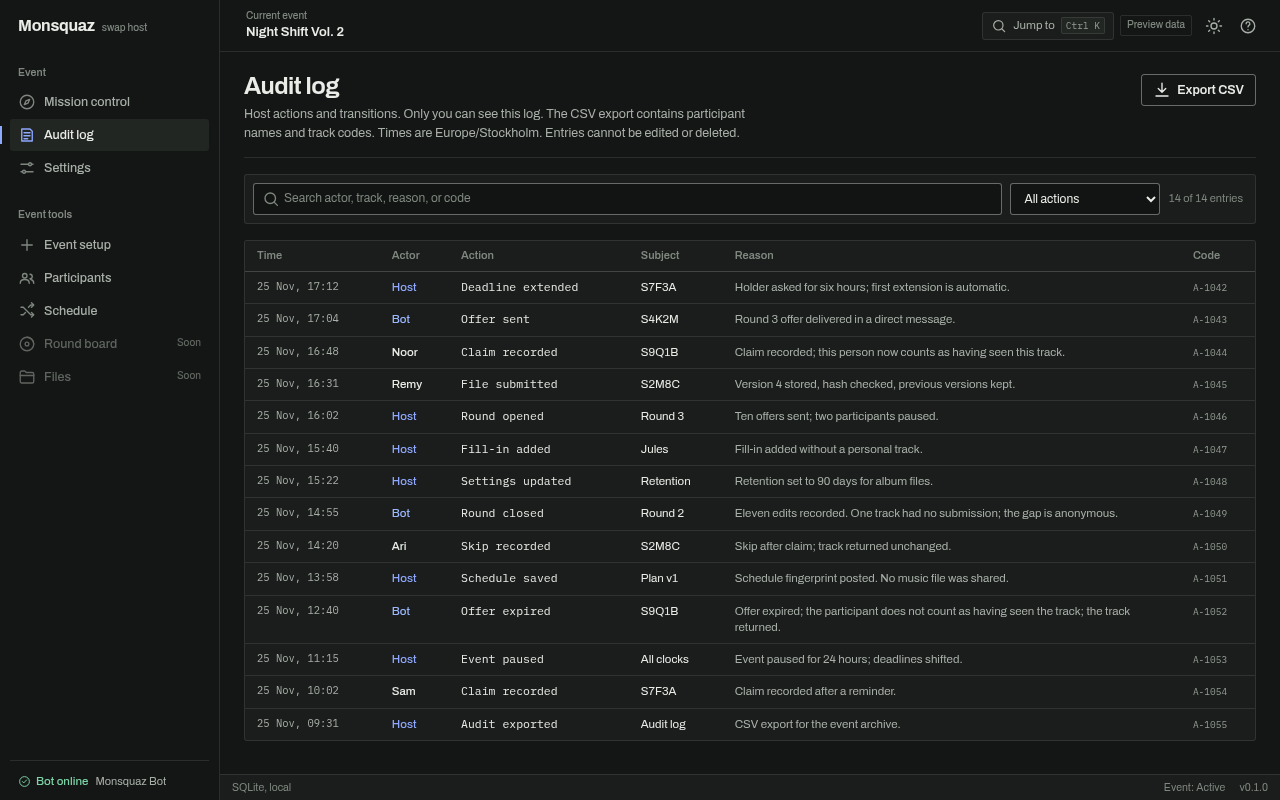 Monsquaz swap host
Event
Mission control
Audit log
Settings
Event tools
Event setup
Participants
Schedule
Round board Soon
Files Soon
Bot online Monsquaz Bot
Current event
Night Shift Vol. 2
Jump to Ctrl K
Preview data
Audit log
Host actions and transitions. Only you can see this log. The CSV export contains participant
names and track codes. Times are Europe/Stockholm. Entries cannot be edited or deleted.
Export CSV
Search actor, track, reason, or code
All actions
14 of 14 entries
Time Actor Action Subject Reason Code
25 Nov, 17:12 Host Deadline extended S7F3A Holder asked for six hours; first extension is automatic. A-1042
25 Nov, 17:04 Bot Offer sent S4K2M Round 3 offer delivered in a direct message. A-1043
25 Nov, 16:48 Noor Claim recorded S9Q1B Claim recorded; this person now counts as having seen this track. A-1044
25 Nov, 16:31 Remy File submitted S2M8C Version 4 stored, hash checked, previous versions kept. A-1045
25 Nov, 16:02 Host Round opened Round 3 Ten offers sent; two participants paused. A-1046
25 Nov, 15:40 Host Fill-in added Jules Fill-in added without a personal track. A-1047
25 Nov, 15:22 Host Settings updated Retention Retention set to 90 days for album files. A-1048
25 Nov, 14:55 Bot Round closed Round 2 Eleven edits recorded. One track had no submission; the gap is anonymous. A-1049
25 Nov, 14:20 Ari Skip recorded S2M8C Skip after claim; track returned unchanged. A-1050
25 Nov, 13:58 Host Schedule saved Plan v1 Schedule fingerprint posted. No music file was shared. A-1051
25 Nov, 12:40 Bot Offer expired S9Q1B Offer expired; the participant does not count as having seen the track; the track A-1052
returned.
25 Nov, 11:15 Host Event paused All clocks Event paused for 24 hours; deadlines shifted. A-1053
25 Nov, 10:02 Sam Claim recorded S7F3A Claim recorded after a reminder. A-1054
25 Nov, 09:31 Host Audit exported Audit log CSV export for the event archive. A-1055
SQLite, local
Event: Active v0.1.0